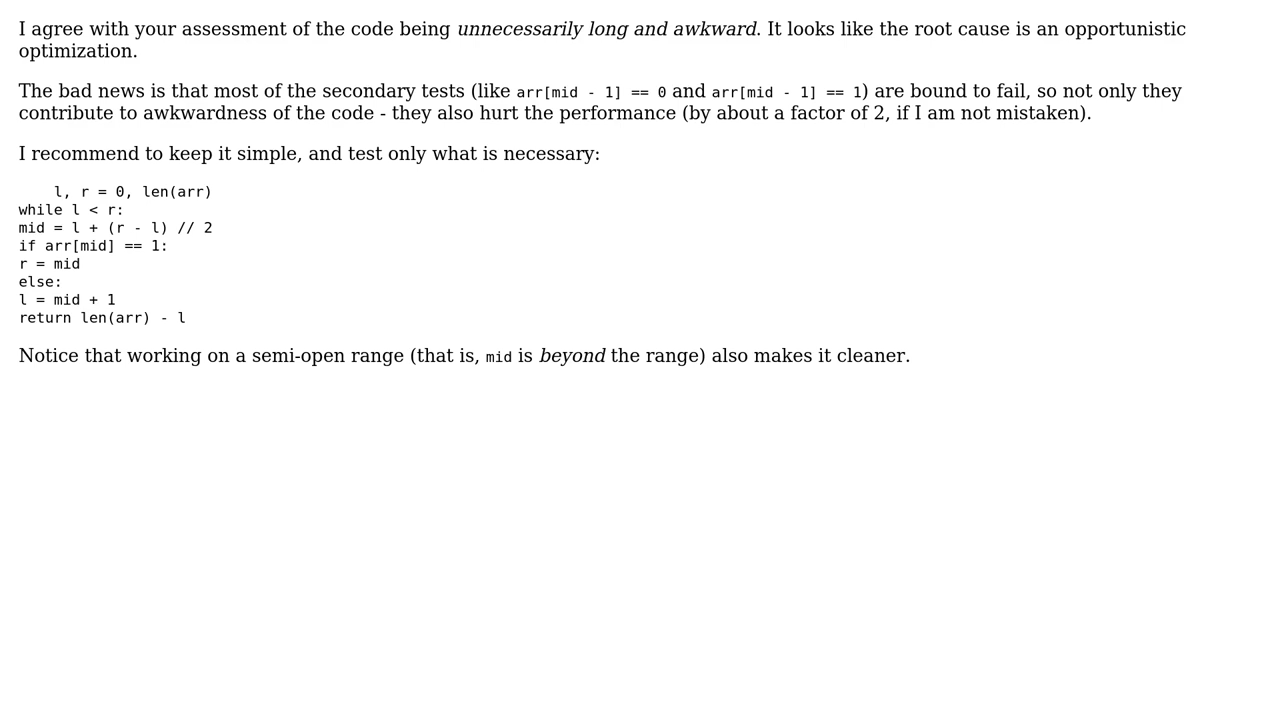 I agree with your assessment of the code being unnecessarily long and awkward. It looks like the root cause is an opportunistic
optimization.
The bad news is that most of the secondary tests (like arr[mid - 1] == 0 and arr[mid - 1] == 1) are bound to fail, so not only they
contribute to awkwardness of the code - they also hurt the performance (by about a factor of 2, if I am not mistaken).
I recommend to keep it simple, and test only what is necessary:
    l, r = 0, len(arr)
while l < r:
mid = l + (r - l) // 2
if arr[mid] == 1:
r = mid
else:
l = mid + 1
return len(arr) - l
Notice that working on a semi-open range (that is, mid is beyond the range) also makes it cleaner.